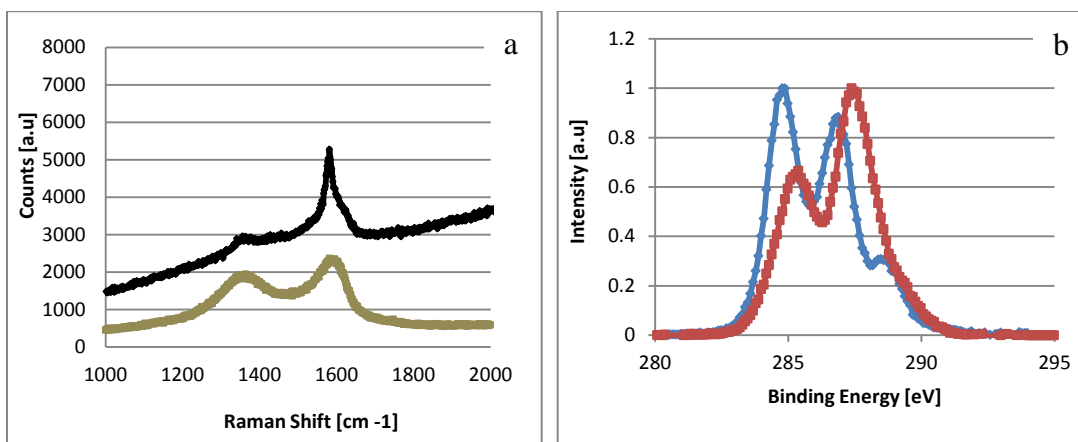 a
8000
7000
6000
5000
4000
3000
2000
1000
0
Counts [a.u]
1000 1200 1400 1600 1800 2000
Raman Shift [cm -1]
b
1.2
1
0.8
0.6
0.4
0.2
0
Intensity [a.u]
280 285 290 295
Binding Energy [eV]